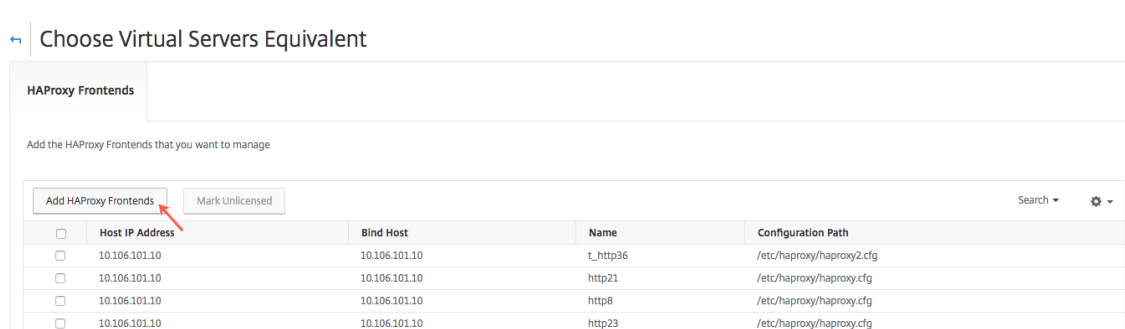 Choose Virtual Servers Equivalent
HAProxy Frontends
Add the HAProxy Frontends that you want to manage
Add HAProxy Frontends Mark Unlicensed Search
Host IP Address Bind Host Name Configuration Path
10.106.101.10 10.106.101.10 t_http36 /etc/haproxy/haproxy2.cfg
10.106.101.10 10.106.101.10 http21 /etc/haproxy/haproxy.cfg
10.106.101.10 10.106.101.10 http8 /etc/haproxy/haproxy.cfg
10.106.101.10 10.106.101.10 http23 /etc/haproxy/haproxy.cfg